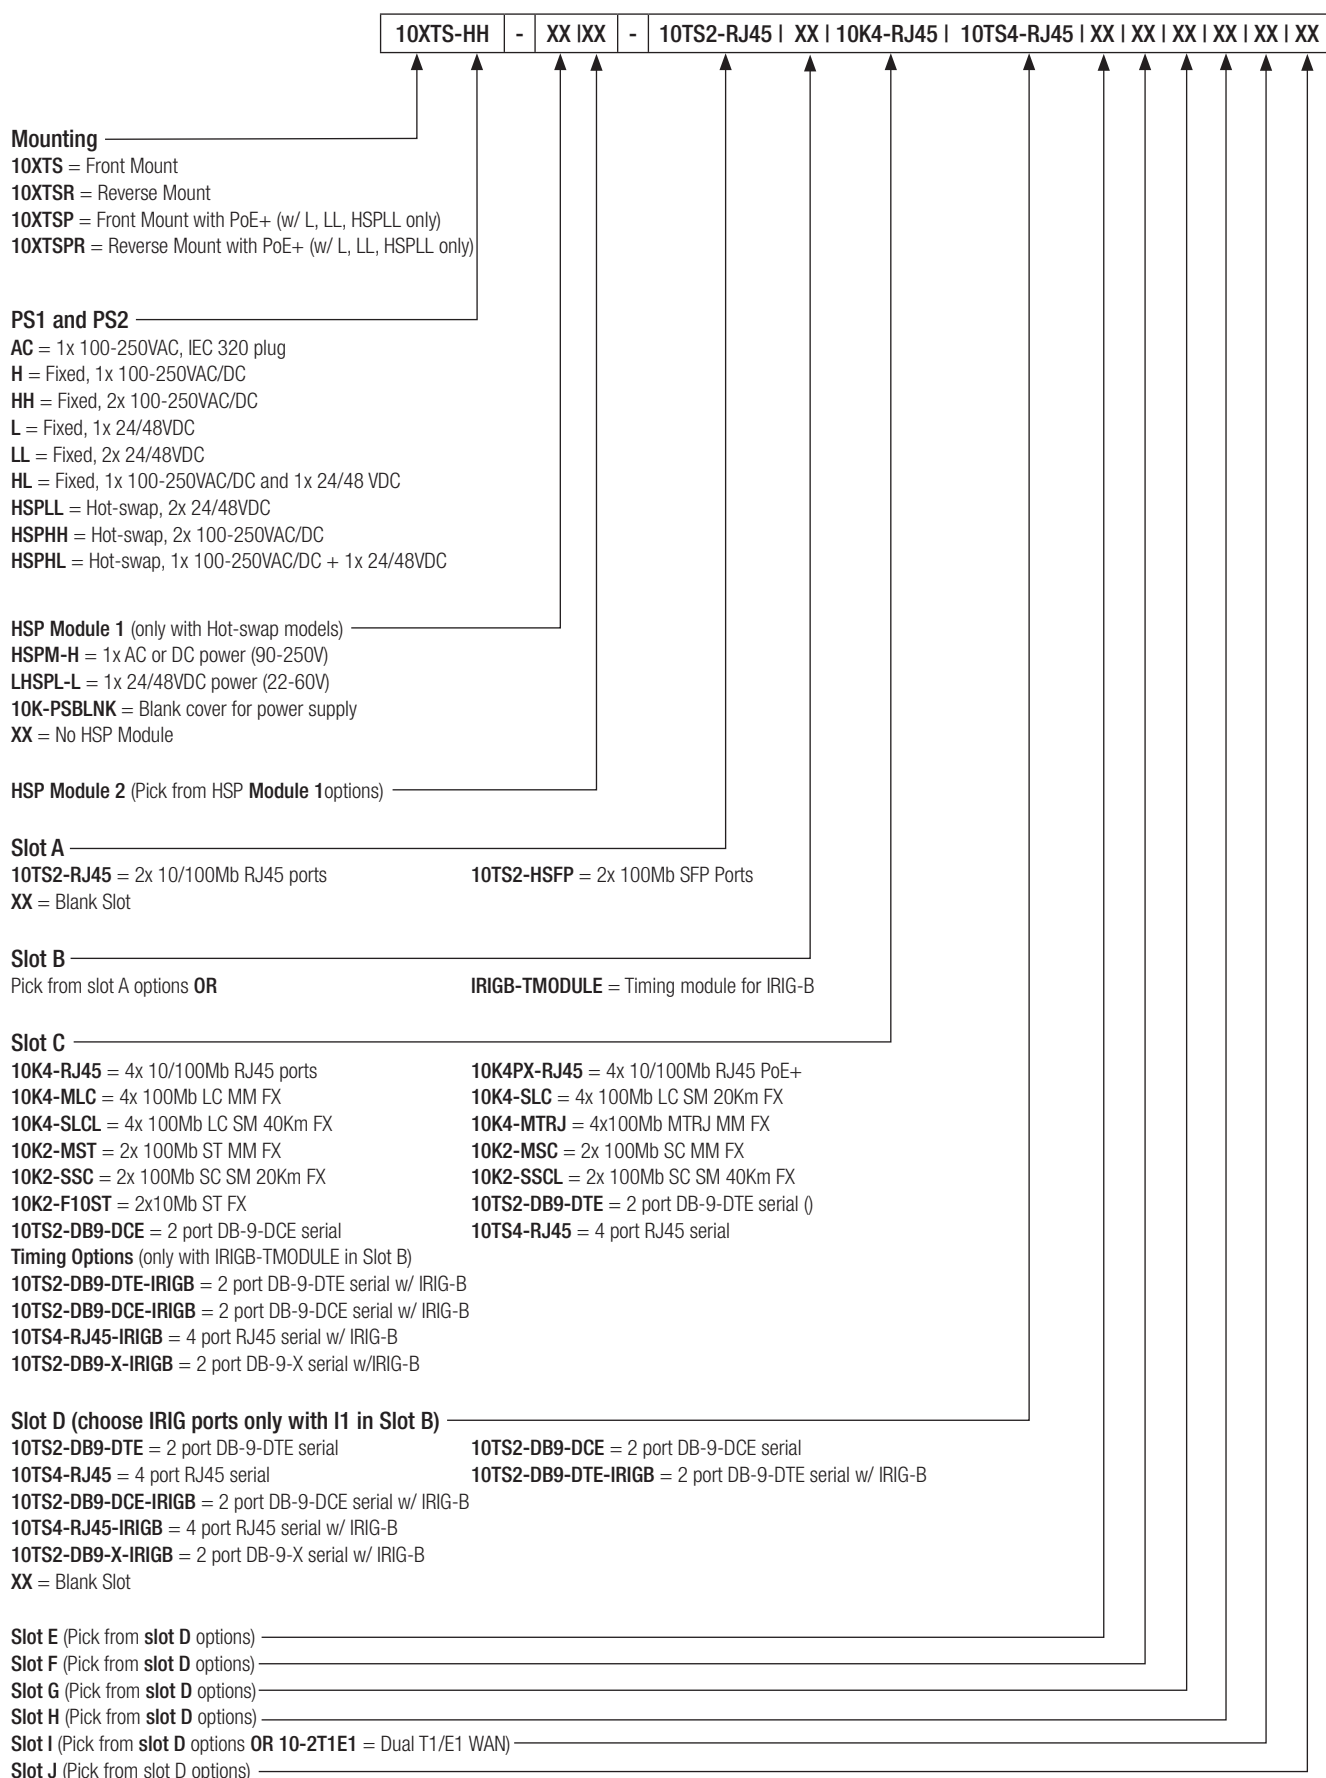 10XTS-HH - XX |XX - 10TS2-RJ45 | XX | 10K4-RJ45 | 10TS4-RJ45 | XX | XX | XX | XX | XX | XX
Mounting
10XTS = Front Mount
10XTSR = Reverse Mount
10XTSP = Front Mount with PoE+ (w/ L, LL, HSPLL only)
10XTSPR = Reverse Mount with PoE+ (w/ L, LL, HSPLL only)
PS1 and PS2
AC = 1x 100-250VAC, IEC 320 plug
H = Fixed, 1x 100-250VAC/DC
HH = Fixed, 2x 100-250VAC/DC
L = Fixed, 1x 24/48VDC
LL = Fixed, 2x 24/48VDC
HL = Fixed, 1x 100-250VAC/DC and 1x 24/48 VDC
HSPLL = Hot-swap, 2x 24/48VDC
HSPHH = Hot-swap, 2x 100-250VAC/DC
HSPHL = Hot-swap, 1x 100-250VAC/DC + 1x 24/48VDC
HSP Module 1 (only with Hot-swap models)
HSPM-H = 1x AC or DC power (90-250V)
LHSPL-L = 1x 24/48VDC power (22-60V)
10K-PSBLNK = Blank cover for power supply
XX = No HSP Module
HSP Module 2 (Pick from HSP Module 1options)
Slot A
10TS2-RJ45 = 2x 10/100Mb RJ45 ports 10TS2-HSFP = 2x 100Mb SFP Ports
XX = Blank Slot
Slot B
Pick from slot A options OR IRIGB-TMODULE = Timing module for IRIG-B
Slot C
10K4-RJ45 = 4x 10/100Mb RJ45 ports 10K4PX-RJ45 = 4x 10/100Mb RJ45 PoE+
10K4-MLC = 4x 100Mb LC MM FX 10K4-SLC = 4x 100Mb LC SM 20Km FX
10K4-SLCL = 4x 100Mb LC SM 40Km FX 10K4-MTRJ = 4x100Mb MTRJ MM FX
10K2-MST = 2x 100Mb ST MM FX 10K2-MSC = 2x 100Mb SC MM FX
10K2-SSC = 2x 100Mb SC SM 20Km FX 10K2-SSCL = 2x 100Mb SC SM 40Km FX
10K2-F10ST = 2x10Mb ST FX 10TS2-DB9-DTE = 2 port DB-9-DTE serial ()
10TS2-DB9-DCE = 2 port DB-9-DCE serial 10TS4-RJ45 = 4 port RJ45 serial
Timing Options (only with IRIGB-TMODULE in Slot B)
10TS2-DB9-DTE-IRIGB = 2 port DB-9-DTE serial w/ IRIG-B
10TS2-DB9-DCE-IRIGB = 2 port DB-9-DCE serial w/ IRIG-B
10TS4-RJ45-IRIGB = 4 port RJ45 serial w/ IRIG-B
10TS2-DB9-X-IRIGB = 2 port DB-9-X serial w/IRIG-B
Slot D (choose IRIG ports only with I1 in Slot B)
10TS2-DB9-DTE = 2 port DB-9-DTE serial 10TS2-DB9-DCE = 2 port DB-9-DCE serial
10TS4-RJ45 = 4 port RJ45 serial 10TS2-DB9-DTE-IRIGB = 2 port DB-9-DTE serial w/ IRIG-B
10TS2-DB9-DCE-IRIGB = 2 port DB-9-DCE serial w/ IRIG-B
10TS4-RJ45-IRIGB = 4 port RJ45 serial w/ IRIG-B
10TS2-DB9-X-IRIGB = 2 port DB-9-X serial w/ IRIG-B
XX = Blank Slot
Slot E (Pick from slot D options)
Slot F (Pick from slot D options)
Slot G (Pick from slot D options)
Slot H (Pick from slot D options)
Slot I (Pick from slot D options OR 10-2T1E1 = Dual T1/E1 WAN)
Slot J (Pick from slot D options)